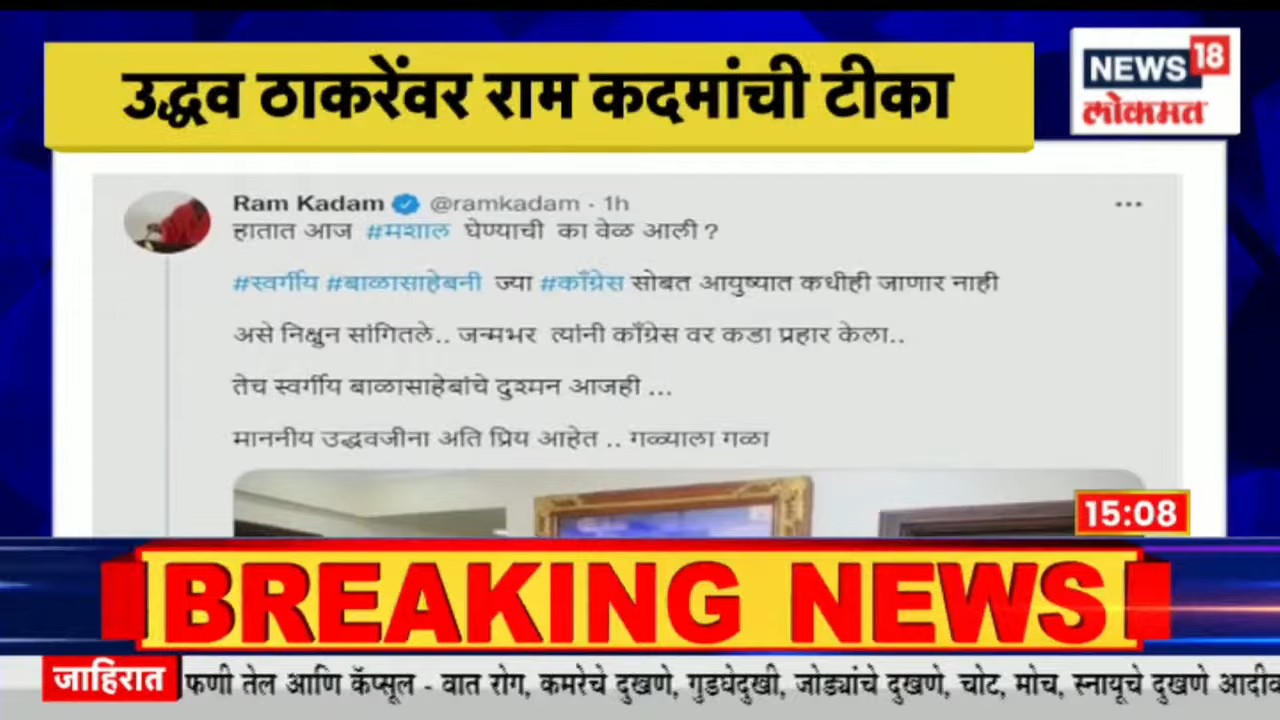 उद्धव ठाकरेंवर राम कदमांची टीका
NEWS 18
लोकमत
Ram Kadam @ramkadam · 1h
हातात आज #मशाल घेण्याची का वेळ आली ?
#स्वर्गीय #बाळासाहेबनी ज्या #काँग्रेस सोबत आयुष्यात कधीही जाणार नाही
असे निक्षुन सांगितले.. जन्मभर त्यांनी काँग्रेस वर कडा प्रहार केला..
तेच स्वर्गीय बाळासाहेबांचे दुश्मन आजही ...
माननीय उद्धवजीना अति प्रिय आहेत .. गळ्याला गळा
15:08
BREAKING NEWS
जाहिरात फणी तेल आणि कॅप्सूल - वात रोग, कमरेचे दुखणे, गुडघेदुखी, जोड्यांचे दुखणे, चोट, मोच, स्नायूचे दुखणे